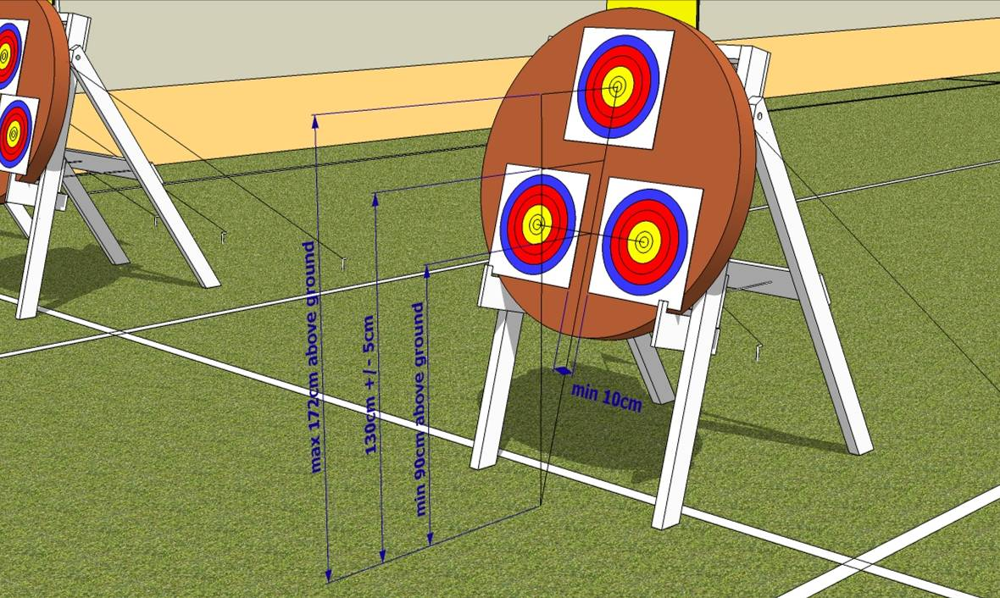 max 172cm above ground
130cm +/- 5cm
min 90cm above ground
min 10cm